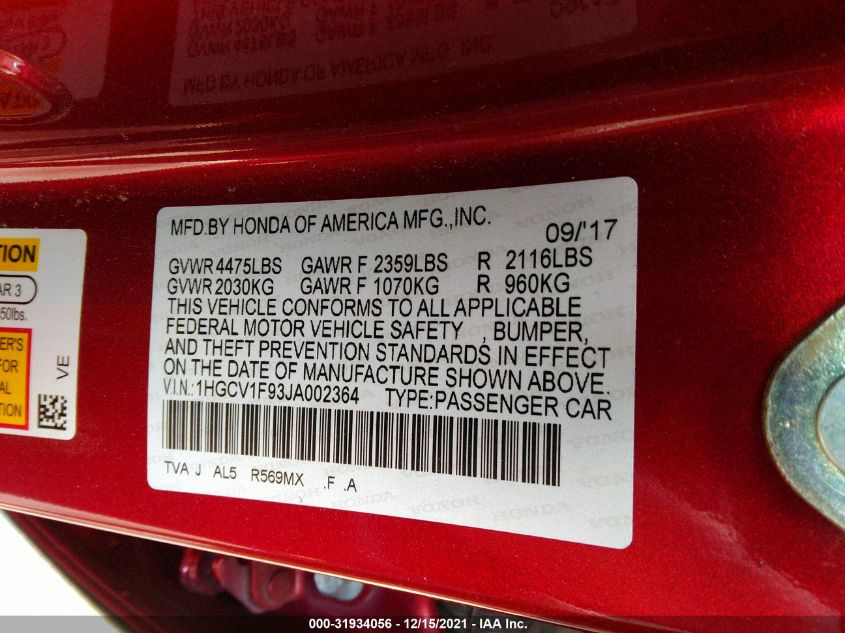 MFD.BY HONDA OF AMERICA MFG.,INC. 09/'17
GVWR 4475LBS GAWR F 2359LBS R 2116LBS
GVWR 2030KG GAWR F 1070KG R 960KG
THIS VEHICLE CONFORMS TO ALL APPLICABLE
FEDERAL MOTOR VEHICLE SAFETY , BUMPER,
AND THEFT PREVENTION STANDARDS IN EFFECT
ON THE DATE OF MANUFACTURE SHOWN ABOVE.
V.I.N.:1HGCV1F93JA002364 TYPE:PASSENGER CAR
TVA J AL5 R569MX .F .A
VE
000-31934056 - 12/15/2021 - IAA Inc.